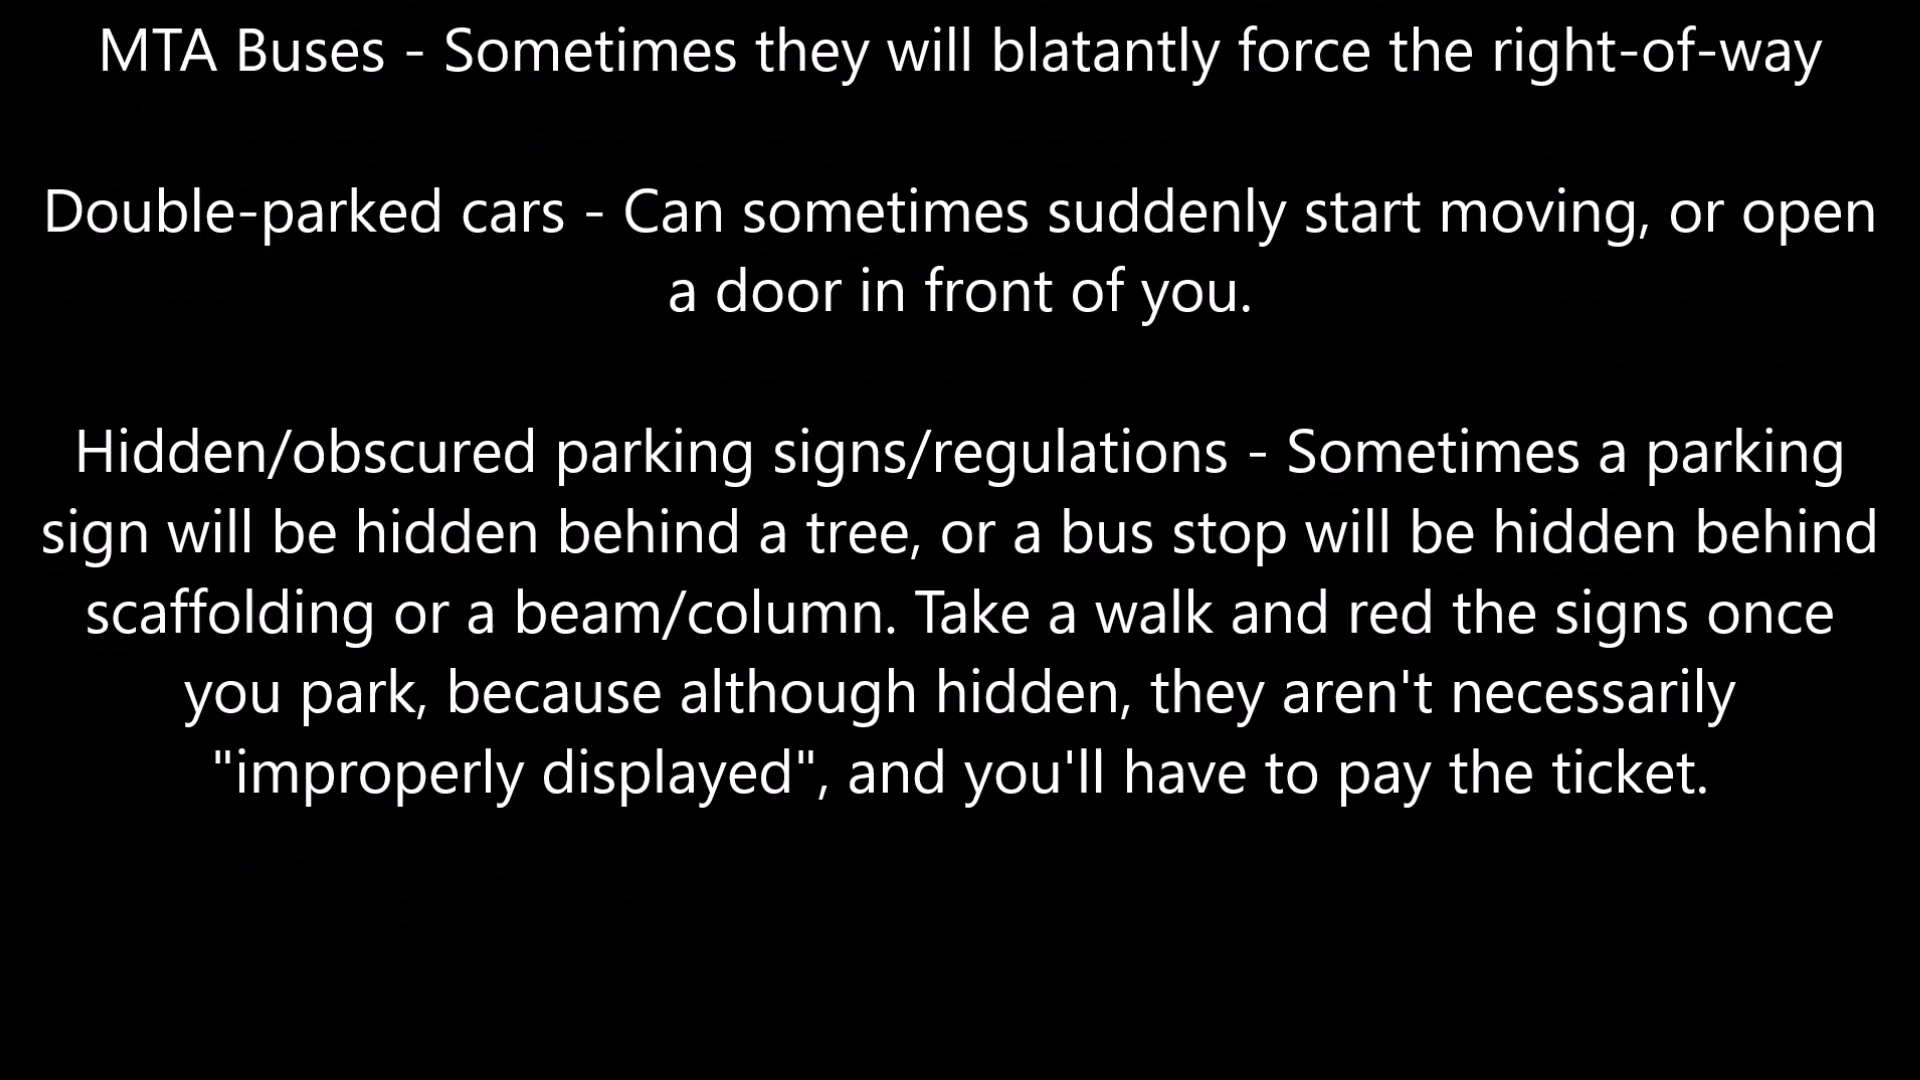 MTA Buses - Sometimes they will blatantly force the right-of-way
Double-parked cars - Can sometimes suddenly start moving, or open
a door in front of you.
Hidden/obscured parking signs/regulations - Sometimes a parking
sign will be hidden behind a tree, or a bus stop will be hidden behind
scaffolding or a beam/column. Take a walk and red the signs once
you park, because although hidden, they aren't necessarily
"improperly displayed", and you'll have to pay the ticket.